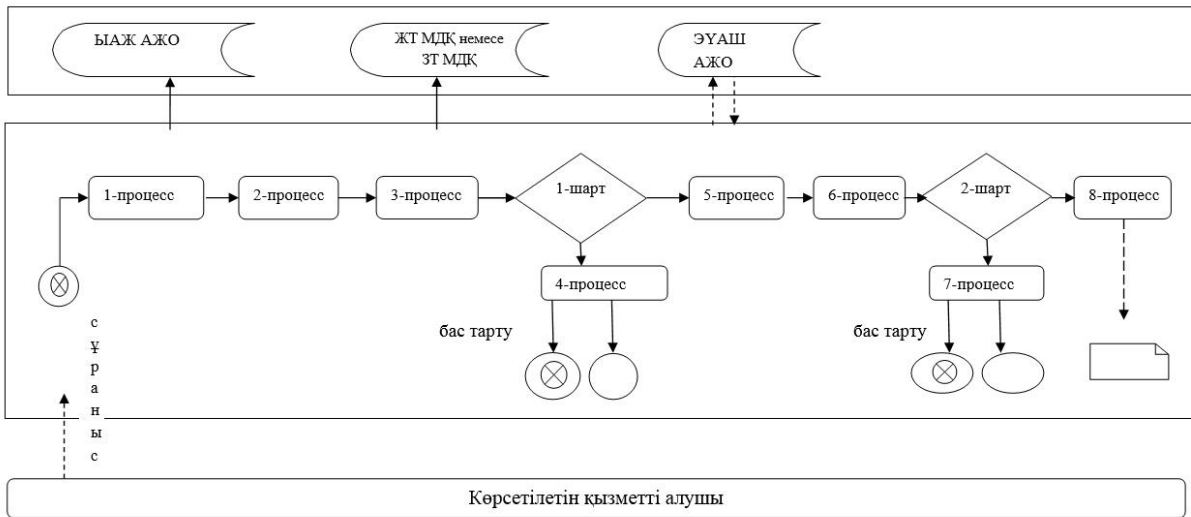 ЫАЖ АЖО
ЖТ МДҚ немесе
ЗТ МДҚ
ЭҮАШ
АЖО
1-процесс
2-процесс
3-процесс
1-шарт
5-процесс
6-процесс
2-шарт
8-процесс
4-процесс
7-процесс
бас тарту
бас тарту
сұраныс
Көрсетілетін қызметті алушы